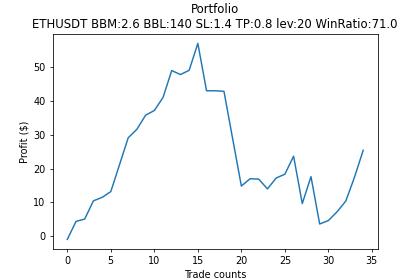 Portfolio
ETHUSDT BBM:2.6 BBL:140 SL:1.4 TP:0.8 lev:20 WinRatio:71.0
Profit ($)
50
40
30
20
10
0
0 5 10 15 20 25 30 35
Trade counts